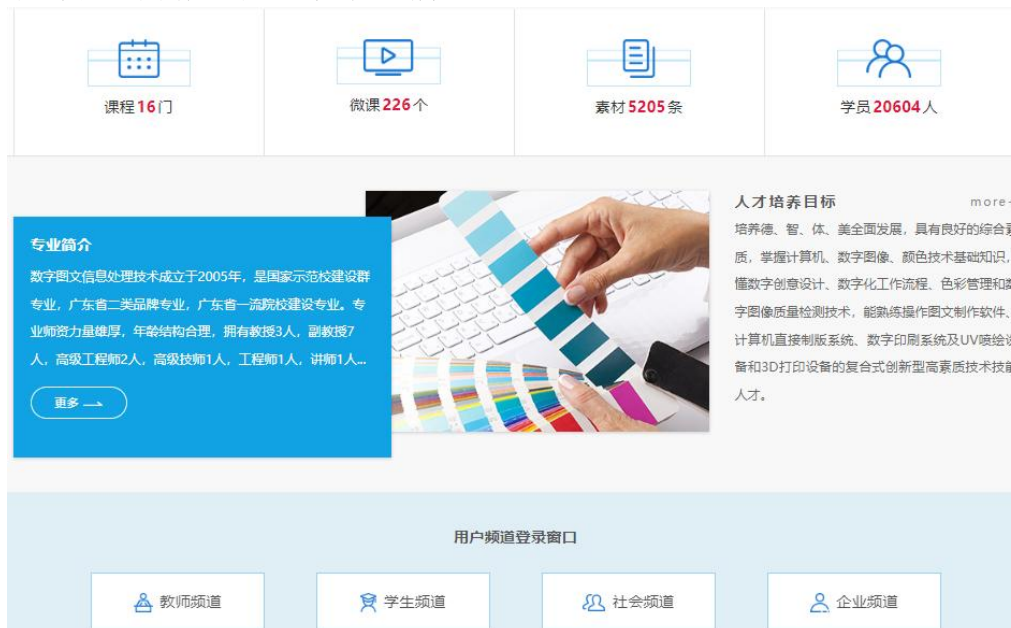 课程16门
微课226个
素材5205条
学员20604人
专业简介
数字图文信息处理技术成立于2005年，是国家示范校建设群
专业，广东省二类品牌专业，广东省一流院校建设专业。专
业师资力量雄厚，年龄结构合理，拥有教授3人，副教授7
人，高级工程师2人，高级技师1人，工程师1人，讲师1人...
更多
人才培养目标 more
培养德、智、体、美全面发展，具有良好的综合素
质，掌握计算机、数字图像、颜色技术基础知识，
懂数字创意设计、数字化工作流程、色彩管理和数
字图像质量检测技术，能熟练操作图文制作软件、
计算机直接制版系统、数字印刷系统及UV喷绘设
备和3D打印设备的复合式创新型高素质技术技能
人才。
用户频道登录窗口
教师频道
学生频道
社会频道
企业频道